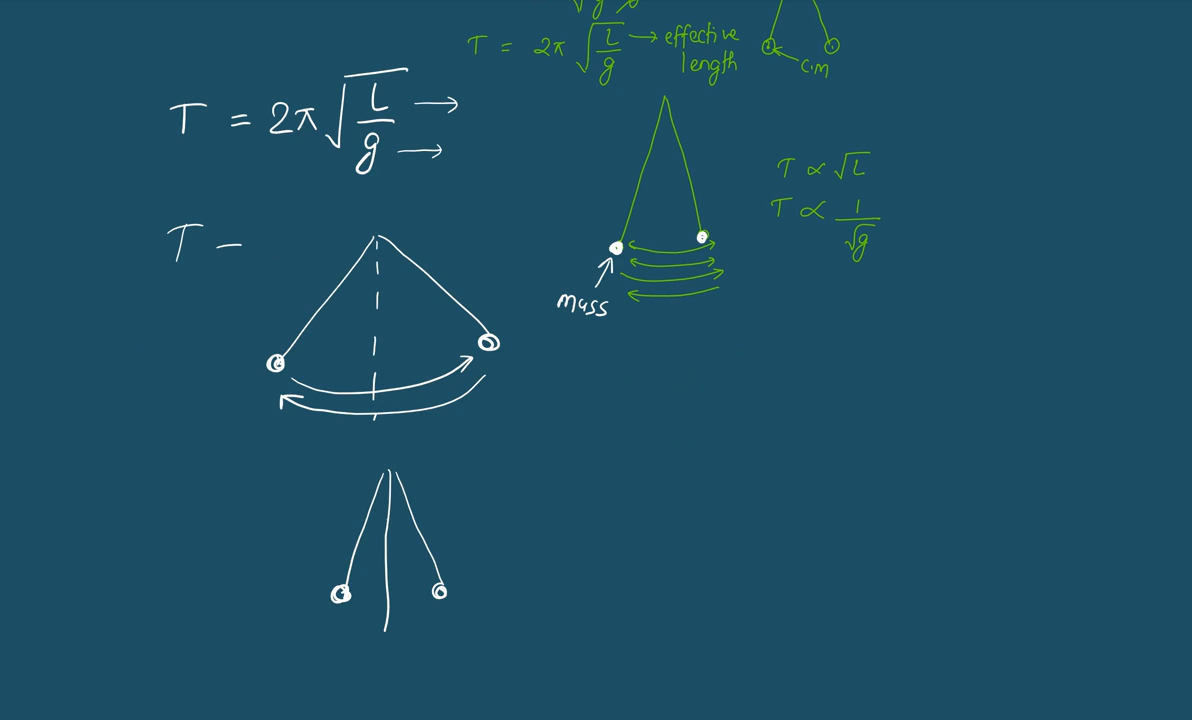 √g
T = 2π √(L/g) → effective length
C.M
T = 2π √(L/g) → →
T ∝ √L
T ∝ 1/√g
T –
mass